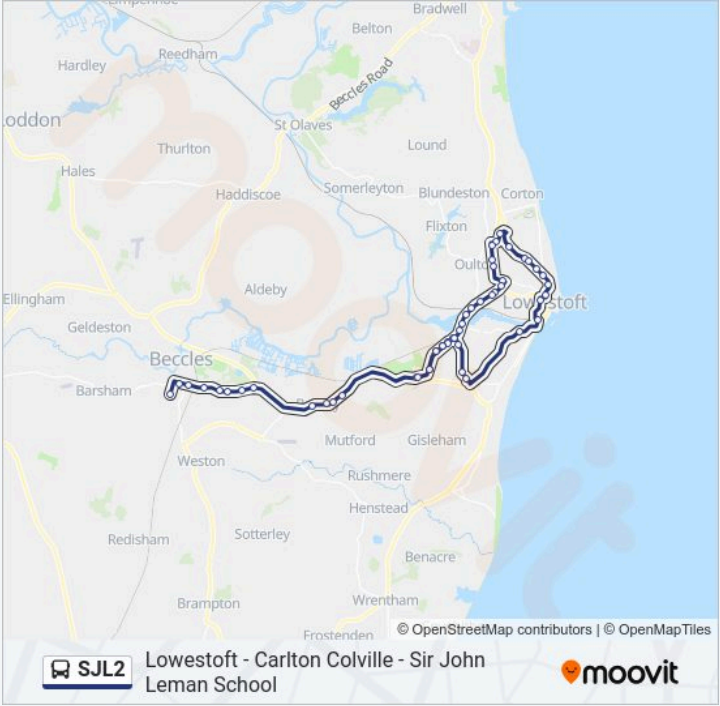 Bradwell
Belton
Reedham
Hardley
Beccles Road
oddon
St Olaves
Thurlton
Lound
Hales
Haddiscoe
Somerleyton
Blundeston
Corton
Flixton
Oulto
Aldeby
Ellingham
Lowestoft
Geldeston
Beccles
Barsham
Mutford
Gisleham
Weston
Rushmere
Henstead
Redisham
Sotterley
Benacre
Brampton
Wrentham
Frostenden
© OpenStreetMap contributors | © OpenMapTiles
SJL2
Lowestoft - Carlton Colville - Sir John
Leman School
moovit